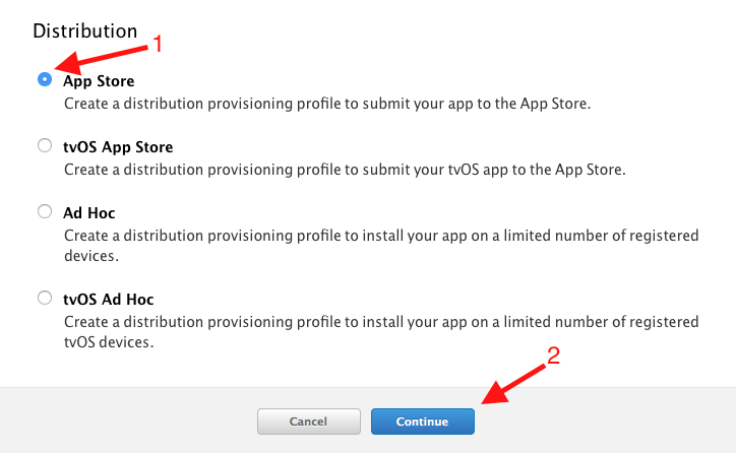 Distribution
1
App Store
Create a distribution provisioning profile to submit your app to the App Store.
tvOS App Store
Create a distribution provisioning profile to submit your tvOS app to the App Store.
Ad Hoc
Create a distribution provisioning profile to install your app on a limited number of registered
devices.
tvOS Ad Hoc
Create a distribution provisioning profile to install your app on a limited number of registered
tvOS devices.
2
Cancel
Continue